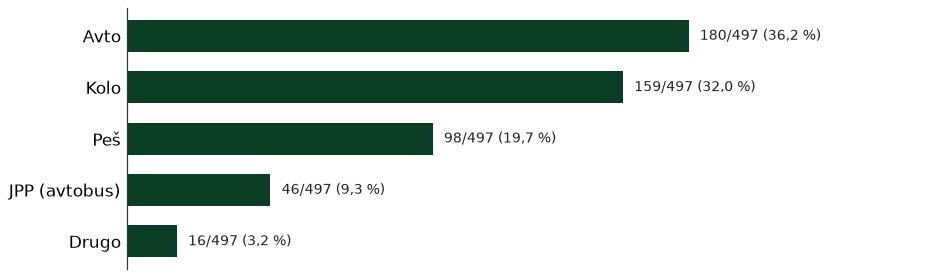 Avto 180/497 (36,2 %)
Kolo 159/497 (32,0 %)
Peš 98/497 (19,7 %)
JPP (avtobus) 46/497 (9,3 %)
Drugo 16/497 (3,2 %)